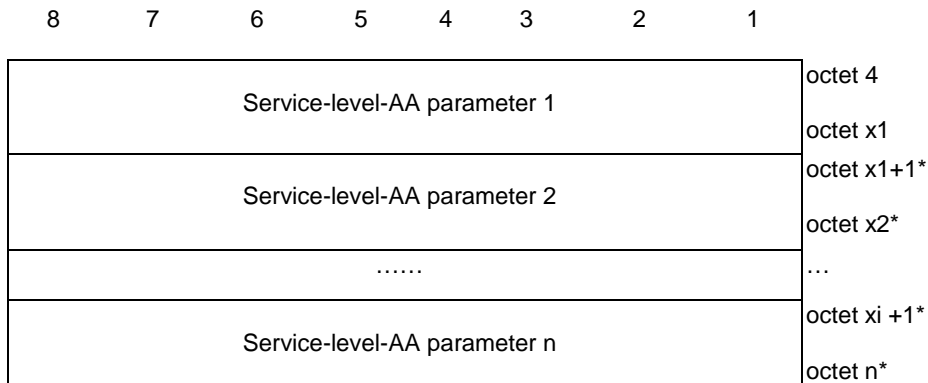 8 7 6 5 4 3 2 1
octet 4
Service-level-AA parameter 1
octet x1
octet x1+1*
Service-level-AA parameter 2
octet x2*
…… …
octet xi +1*
Service-level-AA parameter n
octet n*